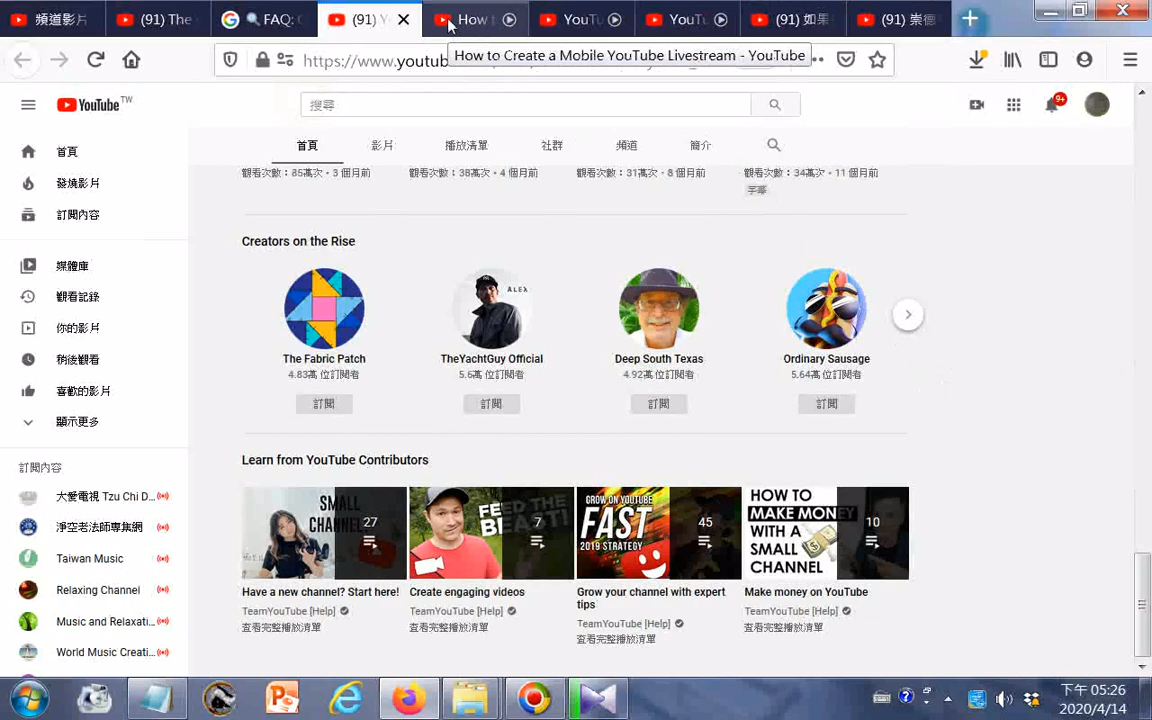 頻道影片
(91) The
FAQ:
(91) Y
How
YouTu
YouTu
(91) 如果
(91) 崇德
How to Create a Mobile YouTube Livestream - YouTube
https://www.youtub
YouTube TW
搜尋
9+
首頁
影片
播放清單
社群
頻道
簡介
首頁
發燒影片
訂閱內容
媒體庫
觀看記錄
你的影片
稍後觀看
喜歡的影片
顯示更多
訂閱內容
大愛電視 Tzu Chi D...
淨空老法師專集網
Taiwan Music
Relaxing Channel
Music and Relaxati...
World Music Creati...
觀看次數：85萬次 • 3 個月前
觀看次數：38萬次 • 4 個月前
觀看次數：31萬次 • 8 個月前
觀看次數：34萬次 • 11 個月前
字幕
Creators on the Rise
The Fabric Patch
4.83萬 位訂閱者
訂閱
TheYachtGuy Official
5.6萬 位訂閱者
訂閱
Deep South Texas
4.92萬 位訂閱者
訂閱
Ordinary Sausage
5.64萬 位訂閱者
訂閱
Learn from YouTube Contributors
SMALL
CHANNEL
27
Have a new channel? Start here!
TeamYouTube [Help]
查看完整播放清單
FEED THE
7
Create engaging videos
TeamYouTube [Help]
查看完整播放清單
GROW ON YOUTUBE
FAST
2019 STRATEGY
45
Grow your channel with expert
tips
TeamYouTube [Help]
查看完整播放清單
HOW TO
MAKE MONEY
WITH A
SMALL
CHANNEL
10
Make money on YouTube
TeamYouTube [Help]
查看完整播放清單
下午 05:26
2020/4/14